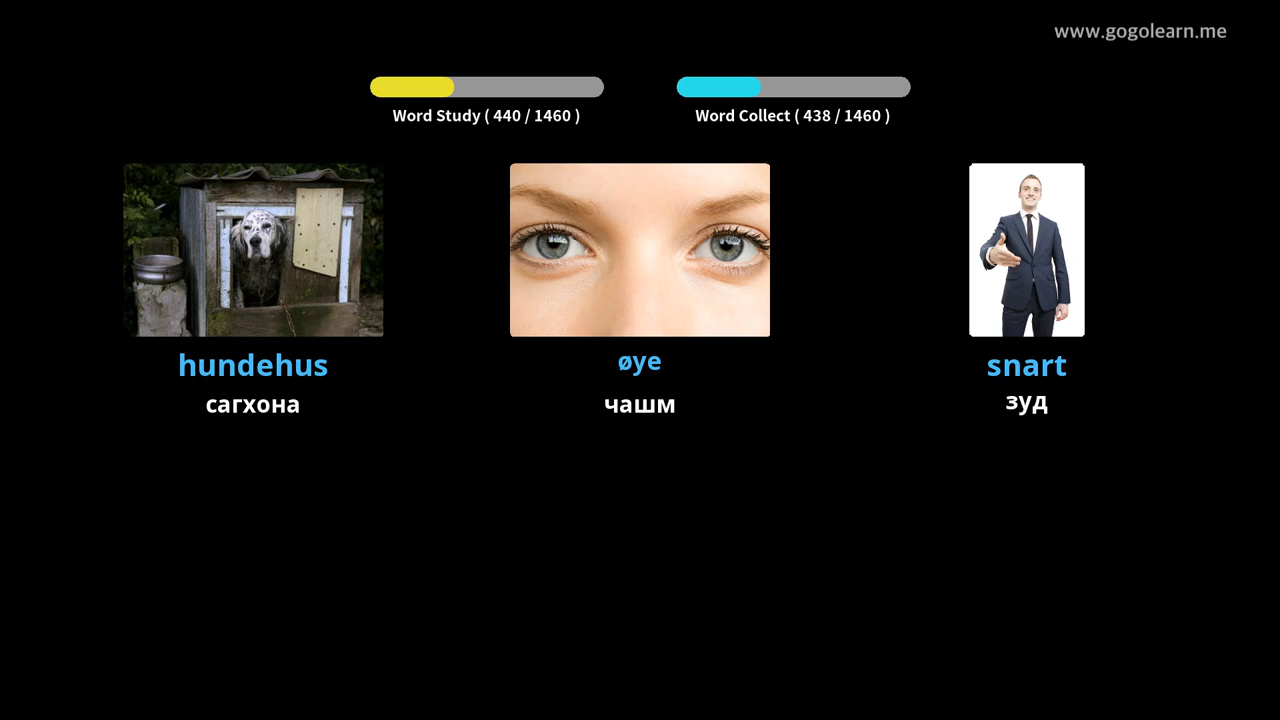 www.gogolearn.me
Word Study ( 440 / 1460 )
Word Collect ( 438 / 1460 )
hundehus
сагхона
øye
чашм
snart
зуд